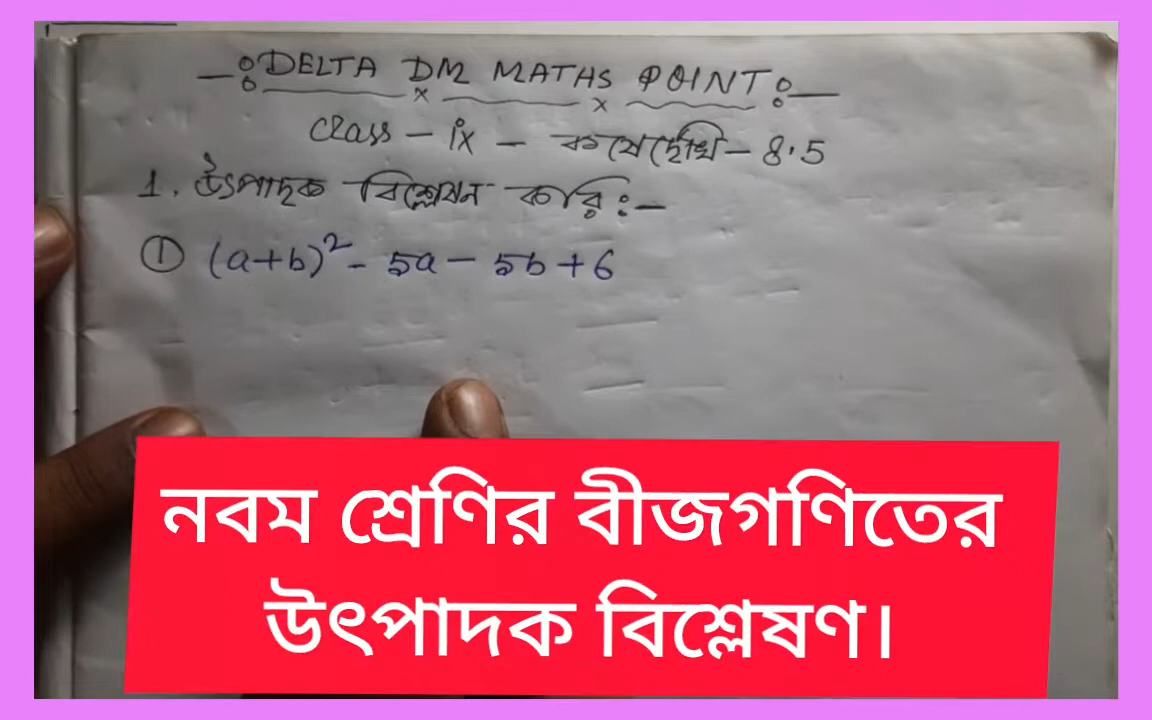 —ঃDELTA DM MATHS POINTঃ—
x x
Class - ix - কষেদেখি - 8.5
1. উৎপাদক বিশ্লেষন করি :-
① (a+b)² - 5a - 5b + 6
নবম শ্রেণির বীজগণিতের
উৎপাদক বিশ্লেষণ।